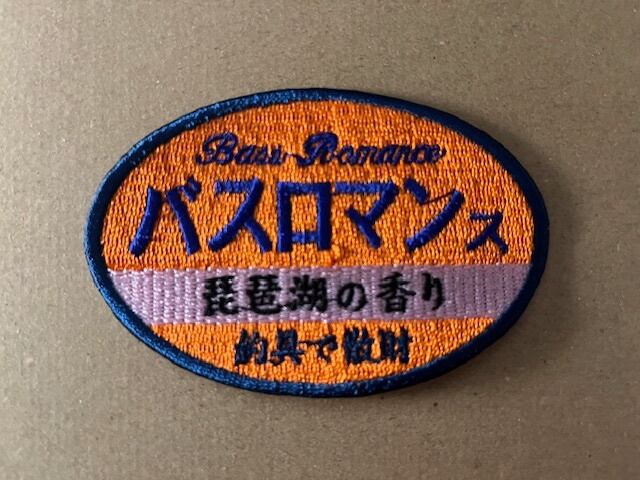 Bass Romance
バスロマンス
琵琶湖の香り
釣具で散財